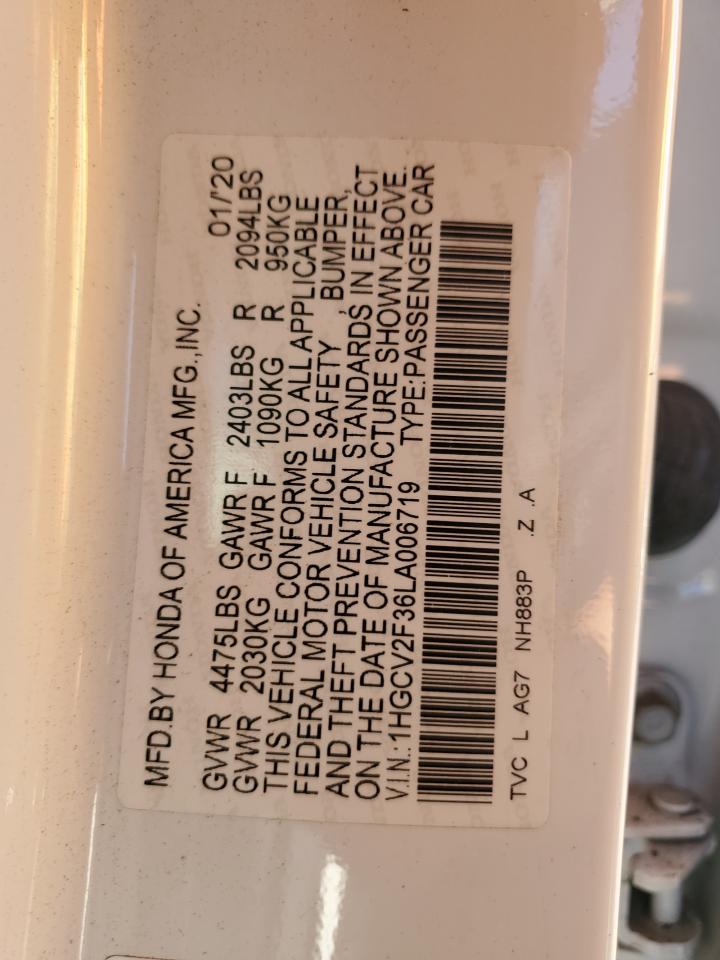 MFD.BY HONDA OF AMERICA MFG.,INC.
01/'20
GVWR 4475LBS GAWR F 2403LBS R 2094LBS
GVWR 2030KG GAWR F 1090KG R 950KG
THIS VEHICLE CONFORMS TO ALL APPLICABLE
FEDERAL MOTOR VEHICLE SAFETY , BUMPER,
AND THEFT PREVENTION STANDARDS IN EFFECT
ON THE DATE OF MANUFACTURE SHOWN ABOVE.
V.I.N.:1HGCV2F36LA006719 TYPE:PASSENGER CAR
TVC L AG7 NH883P .Z .A